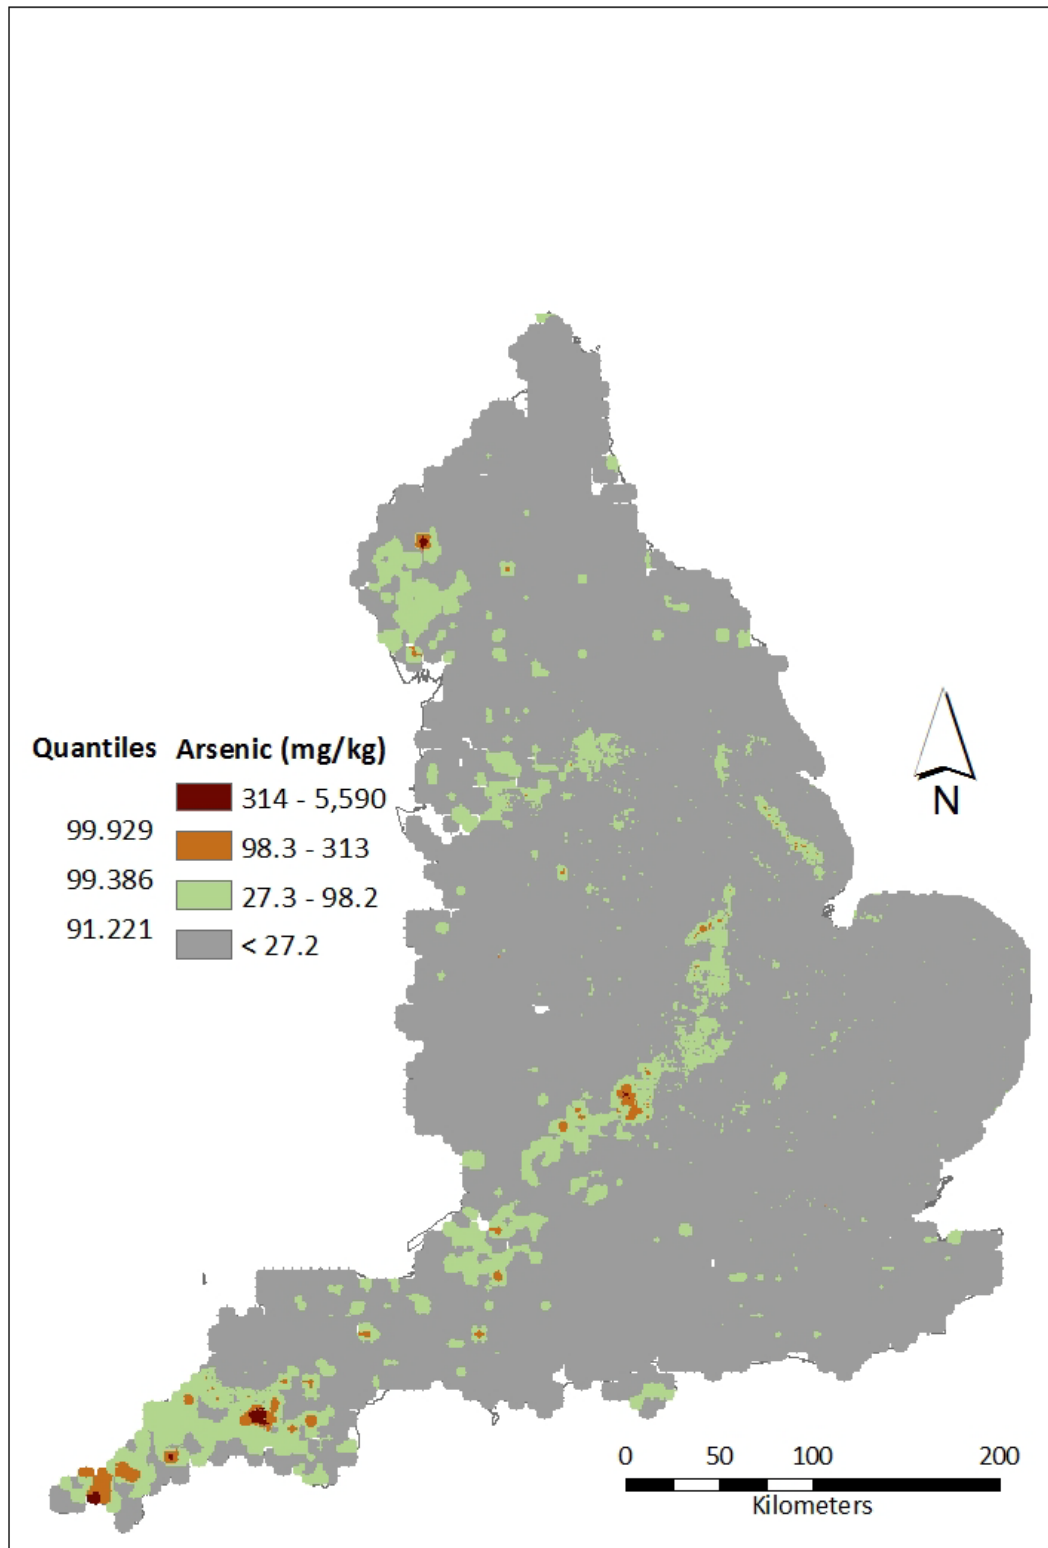 Quantiles Arsenic (mg/kg)
314 - 5,590
99.929
98.3 - 313
99.386
27.3 - 98.2
91.221
< 27.2
N
0 50 100 200
Kilometers